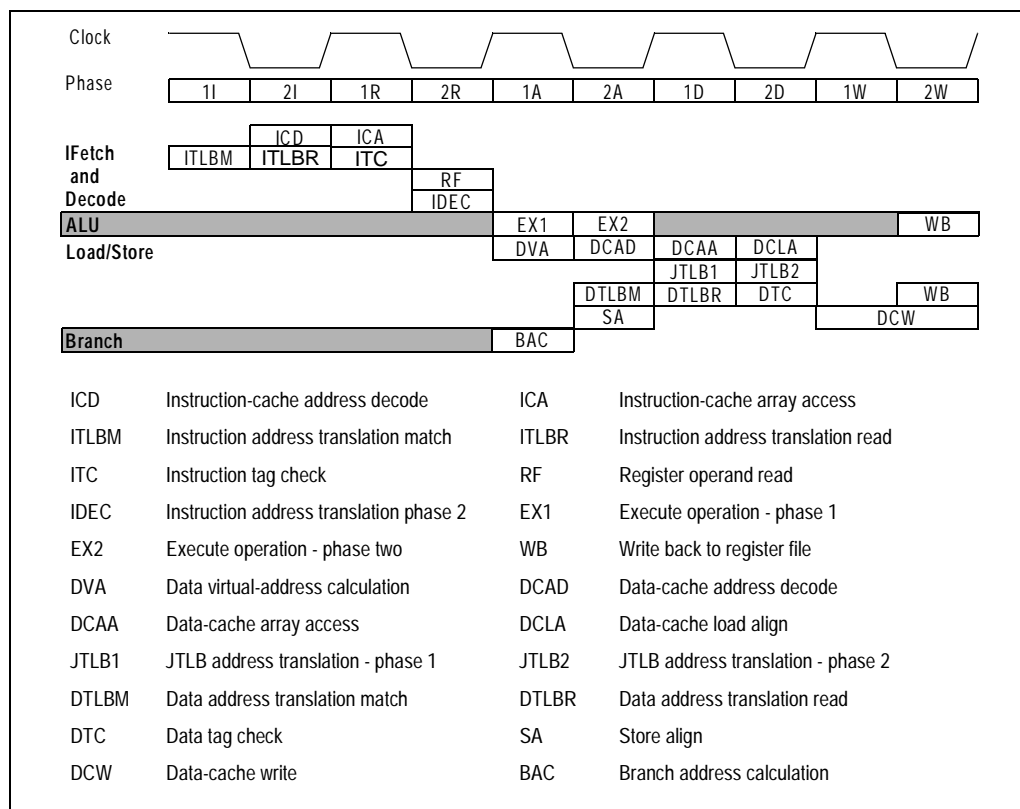 Clock
Phase 1I 2I 1R 2R 1A 2A 1D 2D 1W 2W
ICD ICA
IFetch ITLBM ITLBR ITC
and RF
Decode IDEC
ALU EX1 EX2 WB
Load/Store DVA DCAD DCAA DCLA
JTLB1 JTLB2
DTLBM DTLBR DTC WB
SA DCW
Branch BAC
ICD Instruction-cache address decode ICA Instruction-cache array access
ITLBM Instruction address translation match ITLBR Instruction address translation read
ITC Instruction tag check RF Register operand read
IDEC Instruction address translation phase 2 EX1 Execute operation - phase 1
EX2 Execute operation - phase two WB Write back to register file
DVA Data virtual-address calculation DCAD Data-cache address decode
DCAA Data-cache array access DCLA Data-cache load align
JTLB1 JTLB address translation - phase 1 JTLB2 JTLB address translation - phase 2
DTLBM Data address translation match DTLBR Data address translation read
DTC Data tag check SA Store align
DCW Data-cache write BAC Branch address calculation